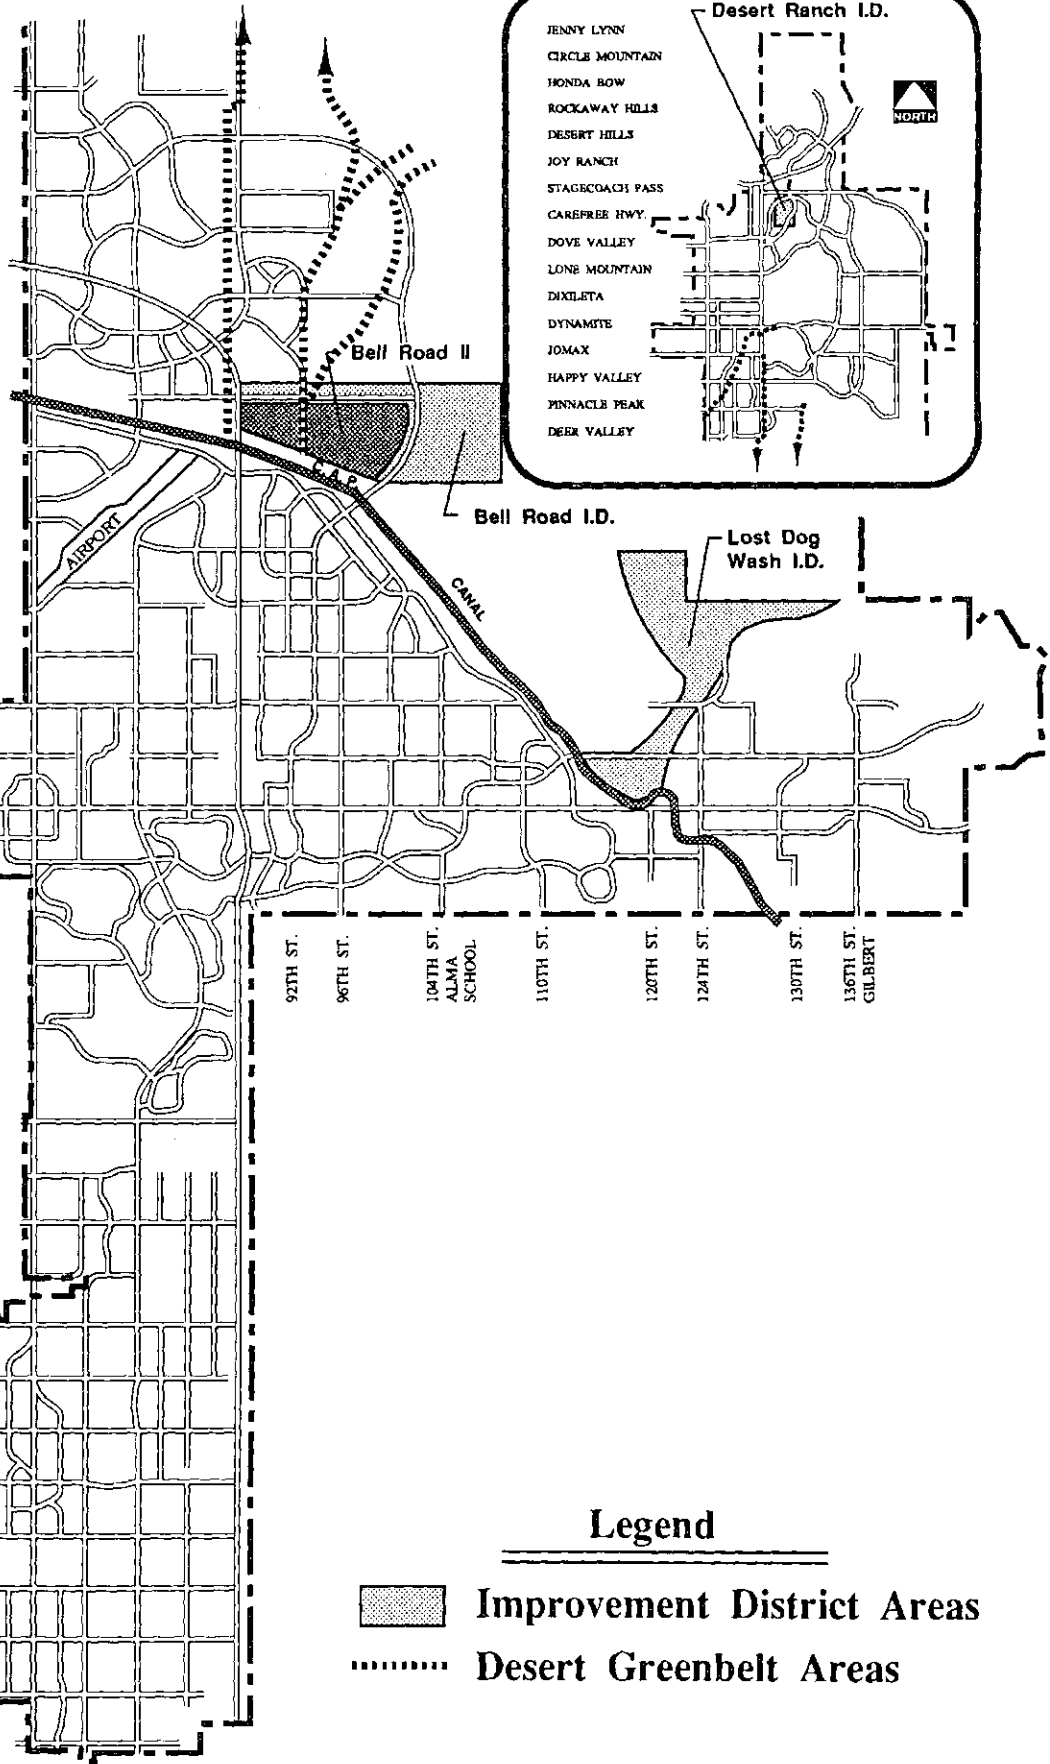 Desert Ranch I.D.
JENNY LYNN
CIRCLE MOUNTAIN
HONDA BOW
ROCKAWAY HILLS
DESERT HILLS
JOY RANCH
STAGECOACH PASS
CAREFREE HWY.
DOVE VALLEY
LONE MOUNTAIN
DIXILETA
DYNAMITE
JOMAX
HAPPY VALLEY
PINNACLE PEAK
DEER VALLEY
NORTH
Bell Road II
C.A.P.
Bell Road I.D.
AIRPORT
CANAL
Lost Dog
Wash I.D.
92TH ST.
96TH ST.
104TH ST.
ALMA
SCHOOL
110TH ST.
120TH ST.
124TH ST.
130TH ST.
136TH ST.
GILBERT
Legend
Improvement District Areas
Desert Greenbelt Areas